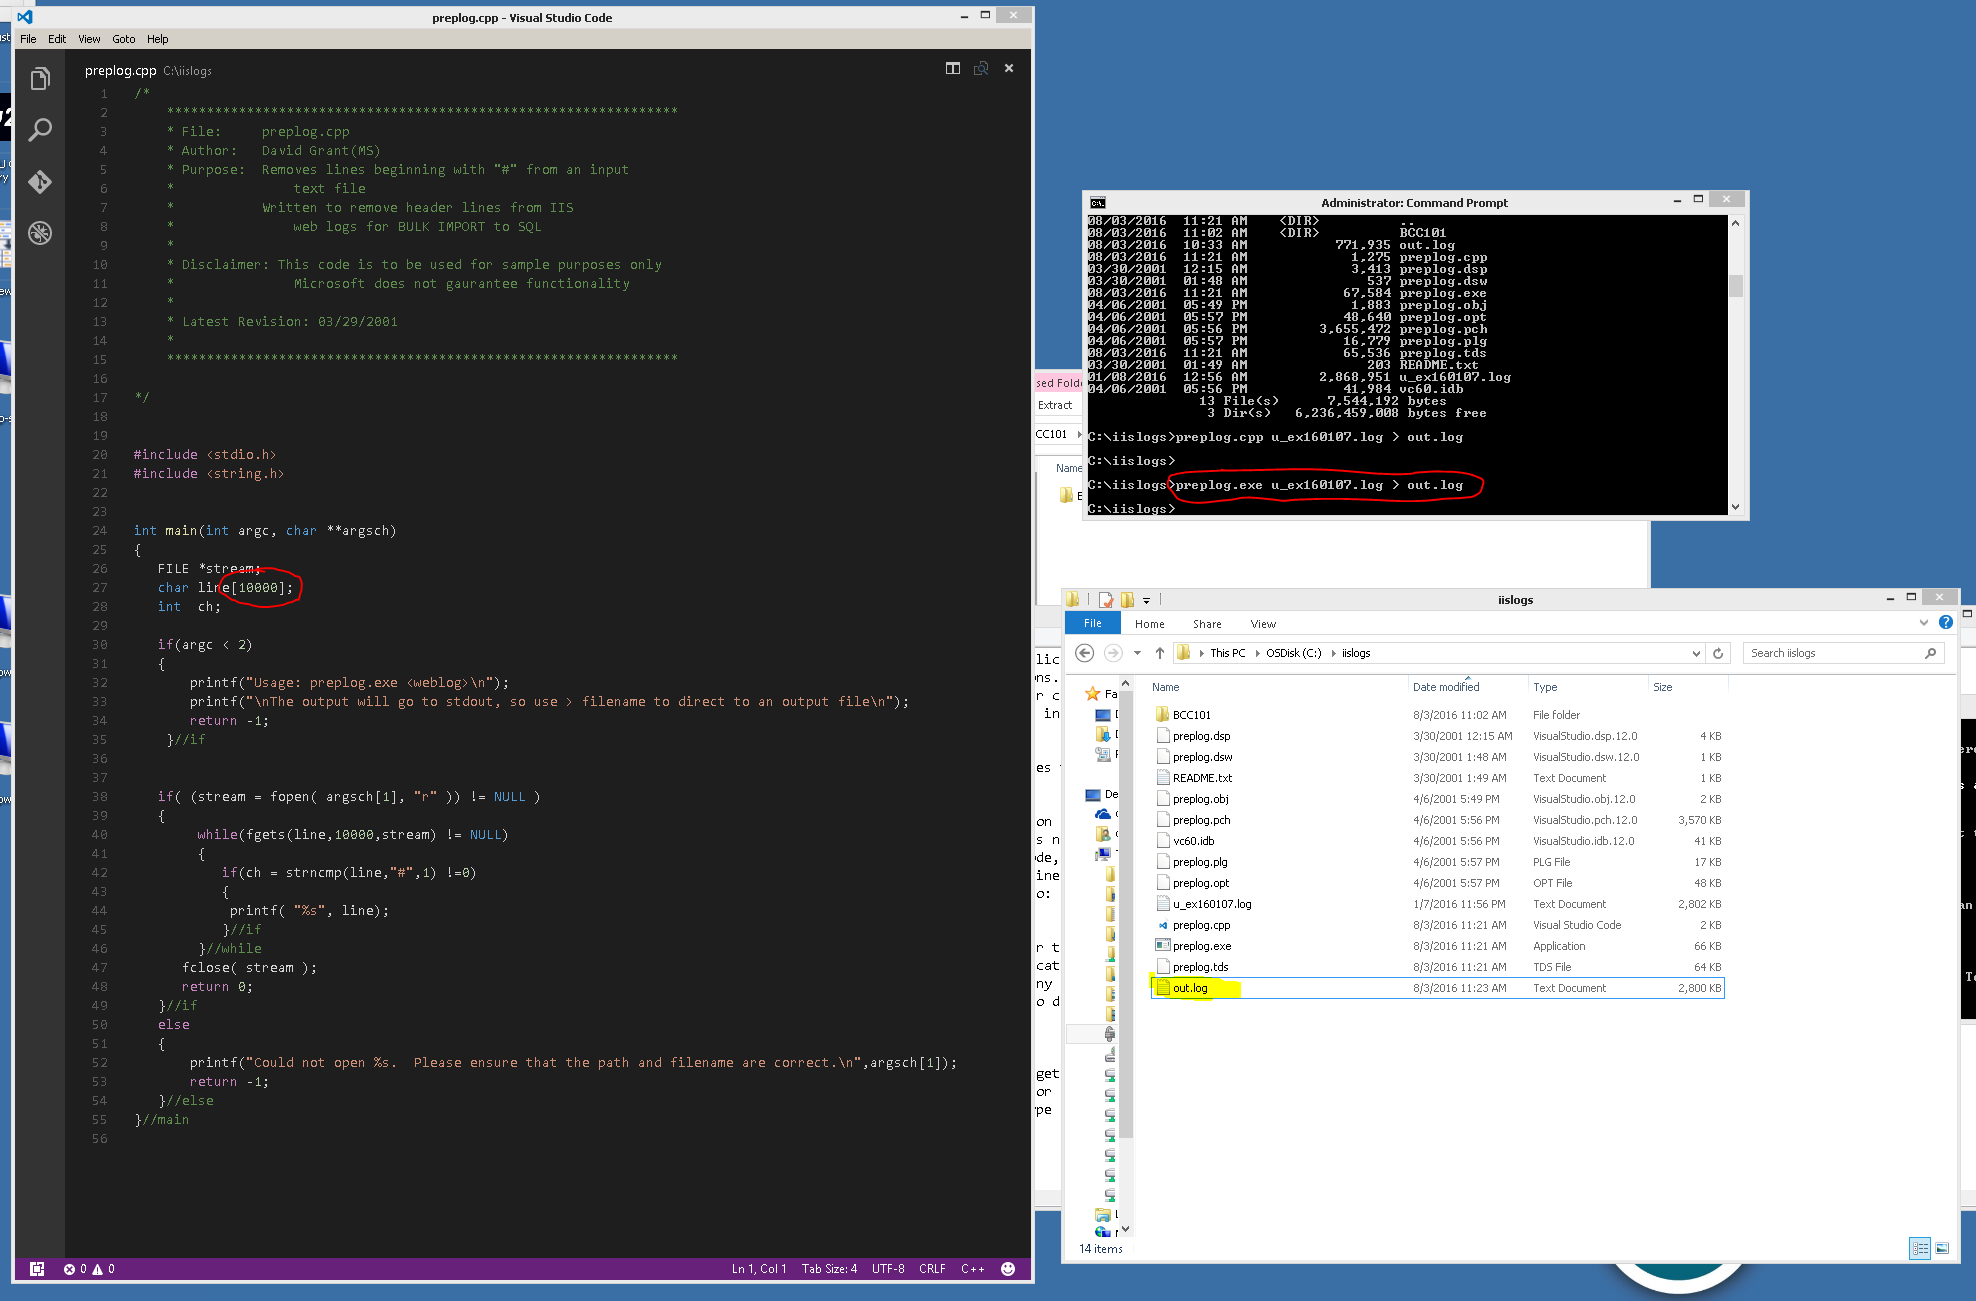 preplog.cpp - Visual Studio Code
File Edit View Goto Help
preplog.cpp C:\iislogs
1 /*
2 ****************************************************************
3 * File: preplog.cpp
4 * Author: David Grant(MS)
5 * Purpose: Removes lines beginning with "#" from an input
6 * text file
7 * Written to remove header lines from IIS
8 * web logs for BULK IMPORT to SQL
9 *
10 * Disclaimer: This code is to be used for sample purposes only
11 * Microsoft does not gaurantee functionality
12 *
13 * Latest Revision: 03/29/2001
14 *
15 ****************************************************************
16
17 */
18
19
20 #include <stdio.h>
21 #include <string.h>
22
23
24 int main(int argc, char **argsch)
25 {
26 FILE *stream;
27 char line[10000];
28 int ch;
29
30 if(argc < 2)
31 {
32 printf("Usage: preplog.exe <weblog>\n");
33 printf("\nThe output will go to stdout, so use > filename to direct to an output file\n");
34 return -1;
35 }//if
36
37
38 if( (stream = fopen( argsch[1], "r" )) != NULL )
39 {
40 while(fgets(line,10000,stream) != NULL)
41 {
42 if(ch = strncmp(line,"#",1) !=0)
43 {
44 printf( "%s", line);
45 }//if
46 }//while
47 fclose( stream );
48 return 0;
49 }//if
50 else
51 {
52 printf("Could not open %s.  Please ensure that the path and filename are correct.\n",argsch[1]);
53 return -1;
54 }//else
55 }//main
56
0 0 Ln 1, Col 1 Tab Size: 4 UTF-8 CRLF C++
Administrator: Command Prompt
08/03/2016 11:21 AM <DIR> ..
08/03/2016 11:02 AM <DIR> BCC101
08/03/2016 10:33 AM 771,935 out.log
08/03/2016 11:21 AM 1,275 preplog.cpp
03/30/2001 12:15 AM 3,413 preplog.dsp
03/30/2001 01:48 AM 537 preplog.dsw
08/03/2016 11:21 AM 67,584 preplog.exe
04/06/2001 05:49 PM 1,883 preplog.obj
04/06/2001 05:57 PM 48,640 preplog.opt
04/06/2001 05:56 PM 3,655,472 preplog.pch
04/06/2001 05:57 PM 16,779 preplog.plg
08/03/2016 11:21 AM 65,536 preplog.tds
03/30/2001 01:49 AM 203 README.txt
01/08/2016 12:56 AM 2,868,951 u_ex160107.log
04/06/2001 05:56 PM 41,984 vc60.idb
13 File(s) 7,544,192 bytes
3 Dir(s) 6,236,459,008 bytes free
C:\iislogs>preplog.cpp u_ex160107.log > out.log
C:\iislogs>
C:\iislogs>preplog.exe u_ex160107.log > out.log
C:\iislogs>
Extract
CC101
Name
iislogs
File Home Share View
This PC OSDisk (C:) iislogs Search iislogs
Name Date modified Type Size
BCC101 8/3/2016 11:02 AM File folder
preplog.dsp 3/30/2001 12:15 AM VisualStudio.dsp.12.0 4 KB
preplog.dsw 3/30/2001 1:48 AM VisualStudio.dsw.12.0 1 KB
README.txt 3/30/2001 1:49 AM Text Document 1 KB
preplog.obj 4/6/2001 5:49 PM VisualStudio.obj.12.0 2 KB
preplog.pch 4/6/2001 5:56 PM VisualStudio.pch.12.0 3,570 KB
vc60.idb 4/6/2001 5:56 PM VisualStudio.idb.12.0 41 KB
preplog.plg 4/6/2001 5:57 PM PLG File 17 KB
preplog.opt 4/6/2001 5:57 PM OPT File 48 KB
u_ex160107.log 1/7/2016 11:56 PM Text Document 2,802 KB
preplog.cpp 8/3/2016 11:21 AM Visual Studio Code 2 KB
preplog.exe 8/3/2016 11:21 AM Application 66 KB
preplog.tds 8/3/2016 11:21 AM TDS File 64 KB
out.log 8/3/2016 11:23 AM Text Document 2,800 KB
14 items